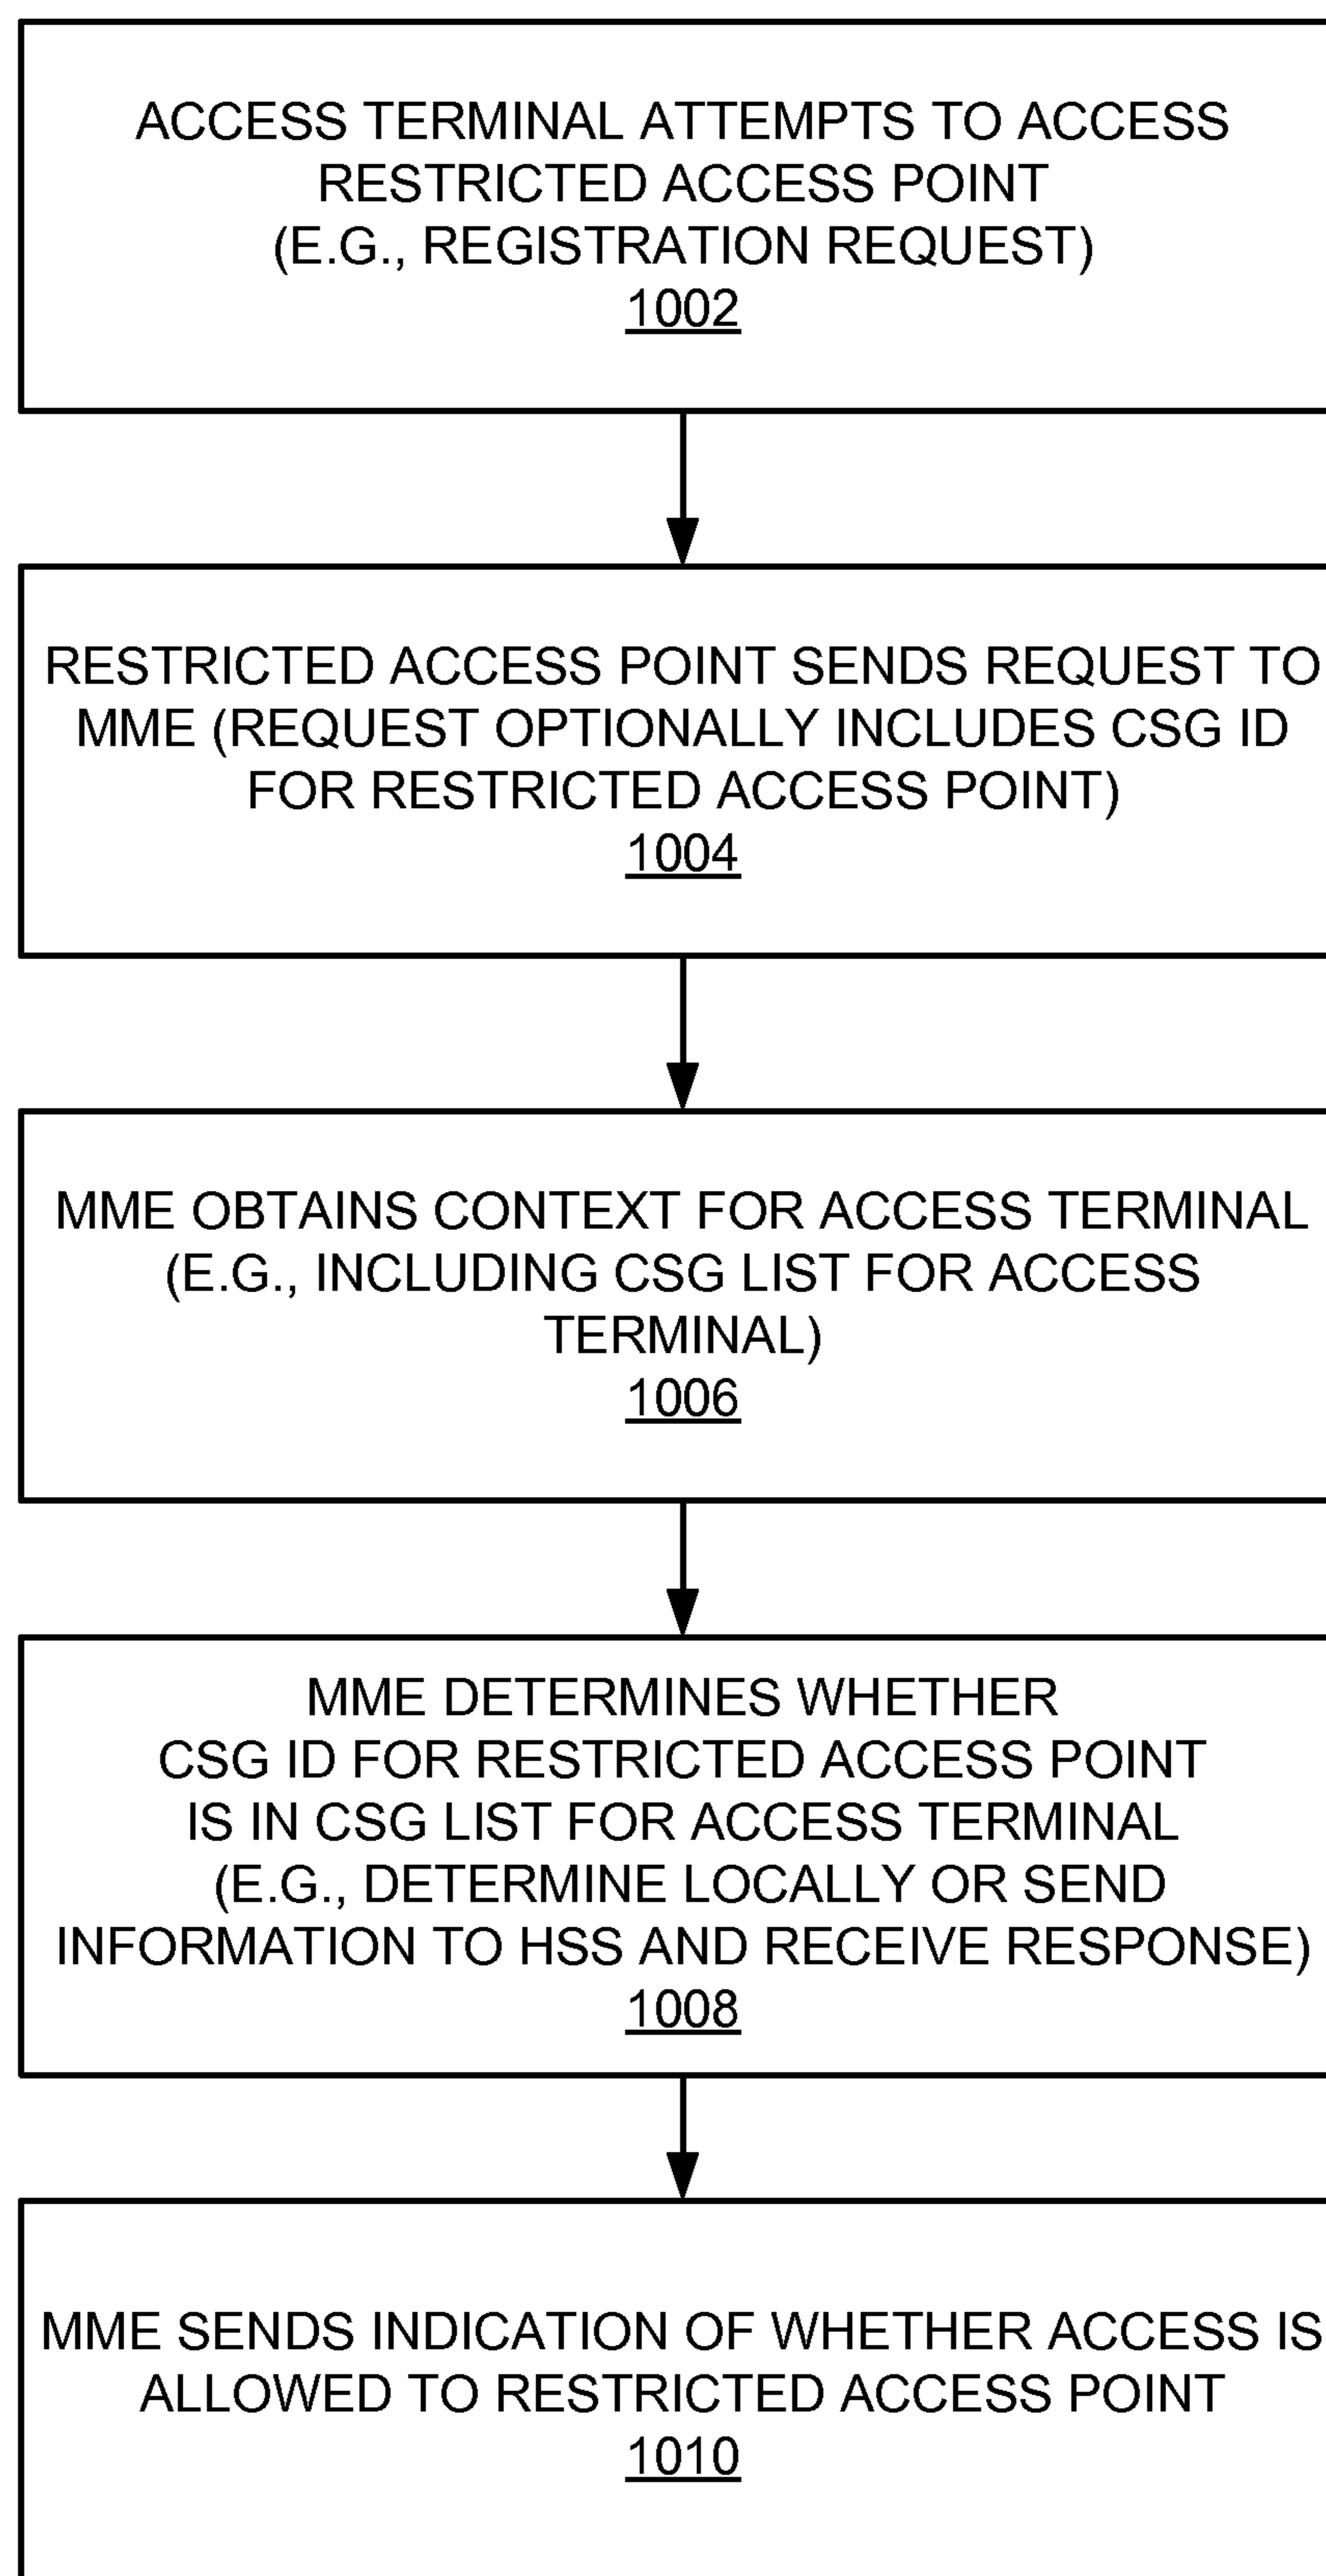 ACCESS TERMINAL ATTEMPTS TO ACCESS
RESTRICTED ACCESS POINT
(E.G., REGISTRATION REQUEST)
1002
RESTRICTED ACCESS POINT SENDS REQUEST TO
MME (REQUEST OPTIONALLY INCLUDES CSG ID
FOR RESTRICTED ACCESS POINT)
1004
MME OBTAINS CONTEXT FOR ACCESS TERMINAL
(E.G., INCLUDING CSG LIST FOR ACCESS
TERMINAL)
1006
MME DETERMINES WHETHER
CSG ID FOR RESTRICTED ACCESS POINT
IS IN CSG LIST FOR ACCESS TERMINAL
(E.G., DETERMINE LOCALLY OR SEND
INFORMATION TO HSS AND RECEIVE RESPONSE)
1008
MME SENDS INDICATION OF WHETHER ACCESS IS
ALLOWED TO RESTRICTED ACCESS POINT
1010